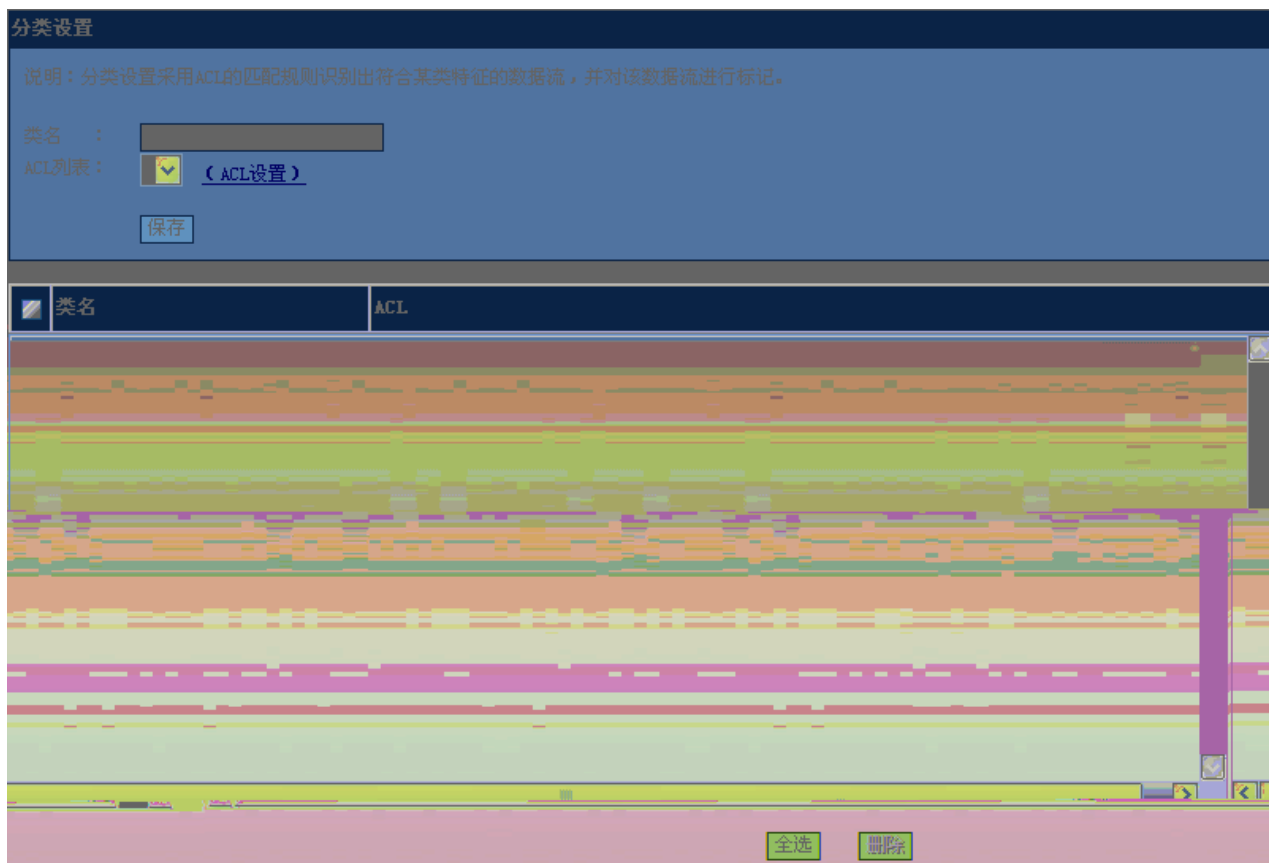 分类设置
说明：分类设置采用ACL的匹配规则识别出符合某类特征的数据流，并对该数据流进行标记。
类名 ：
ACL列表： （ACL设置）
保存
类名 ACL
全选 删除